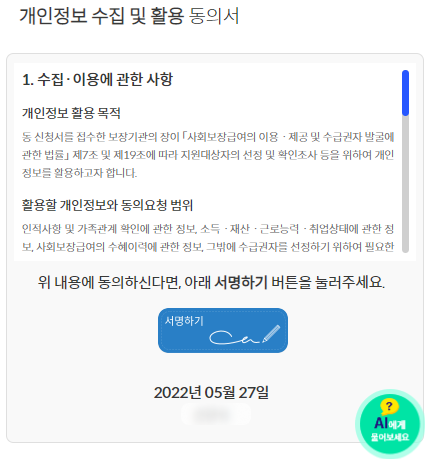 개인정보 수집 및 활용 동의서
1. 수집·이용에 관한 사항
개인정보 활용 목적
동 신청서를 접수한 보장기관의 장이 「사회보장급여의 이용ㆍ제공 및 수급권자 발굴에
관한 법률」 제7조 및 제19조에 따라 지원대상자의 선정 및 확인조사 등을 위하여 개인
정보를 활용하고자 합니다.
활용할 개인정보와 동의요청 범위
인적사항 및 가족관계 확인에 관한 정보, 소득ㆍ재산ㆍ근로능력ㆍ취업상태에 관한 정
보, 사회보장급여의 수혜이력에 관한 정보, 그밖에 수급권자를 선정하기 위하여 필요한
위 내용에 동의하신다면, 아래 서명하기 버튼을 눌러주세요.
서명하기
2022년 05월 27일
?
AI에게
물어보세요